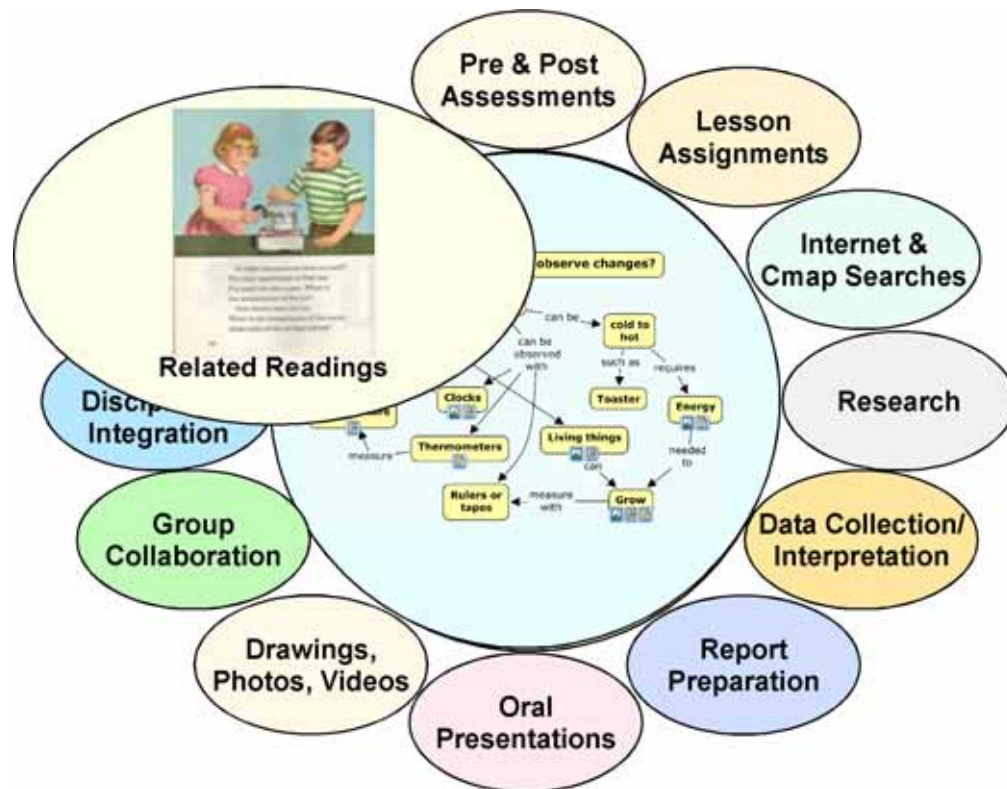 Pre & Post
Assessments
Lesson
Assignments
Internet &
Cmap Searches
Research
Data Collection/
Interpretation
Report
Preparation
Oral
Presentations
Drawings,
Photos, Videos
Group
Collaboration
Integration
Related Readings
observe changes?
can be
cold to
hot
can be
observed
with
such as
requires
Clocks
Toaster
Energy
Thermometers
measure
Living things
can
needed
to
Rulers or
tapes
measure
with
Grow